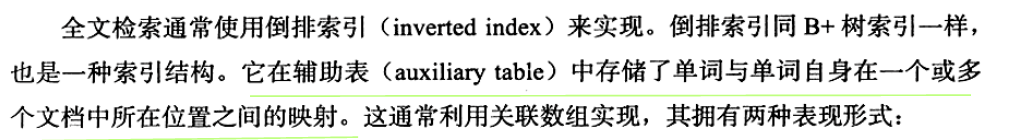 全文检索通常使用倒排索引（inverted index）来实现。倒排索引同 B+ 树索引一样，
也是一种索引结构。它在辅助表（auxiliary table）中存储了单词与单词自身在一个或多
个文档中所在位置之间的映射。这通常利用关联数组实现，其拥有两种表现形式：